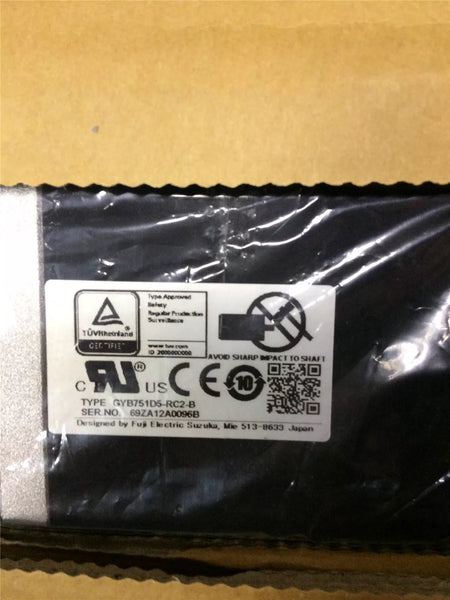 TÜVRheinland
CERTIFIED
Type Approved
Safety
Regular Production
Surveillance
www.tuv.com
ID 2000000000
AVOID SHARP IMPACT TO SHAFT
C UL® US CE 10
TYPE GYB751D5-RC2-B
SER.NO. 69ZA12A0096B
Designed by Fuji Electric Suzuka, Mie 513-8633 Japan